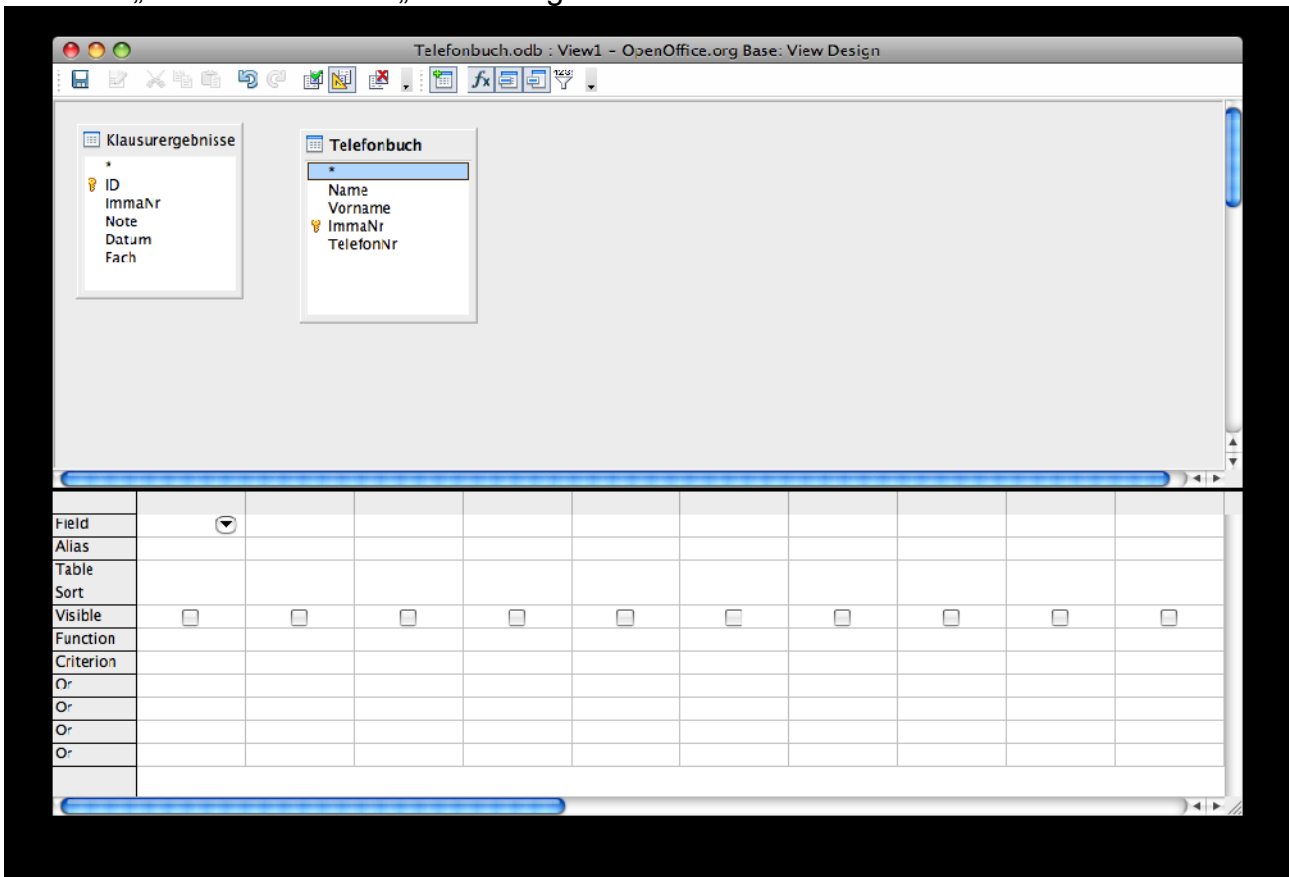 Telefonbuch.odb : View1 - OpenOffice.org Base: View Design
Klausurergebnisse
*
ID
ImmaNr
Note
Datum
Fach
Telefonbuch
*
Name
Vorname
ImmaNr
TelefonNr
Field
Alias
Table
Sort
Visible
Function
Criterion
Or
Or
Or
Or